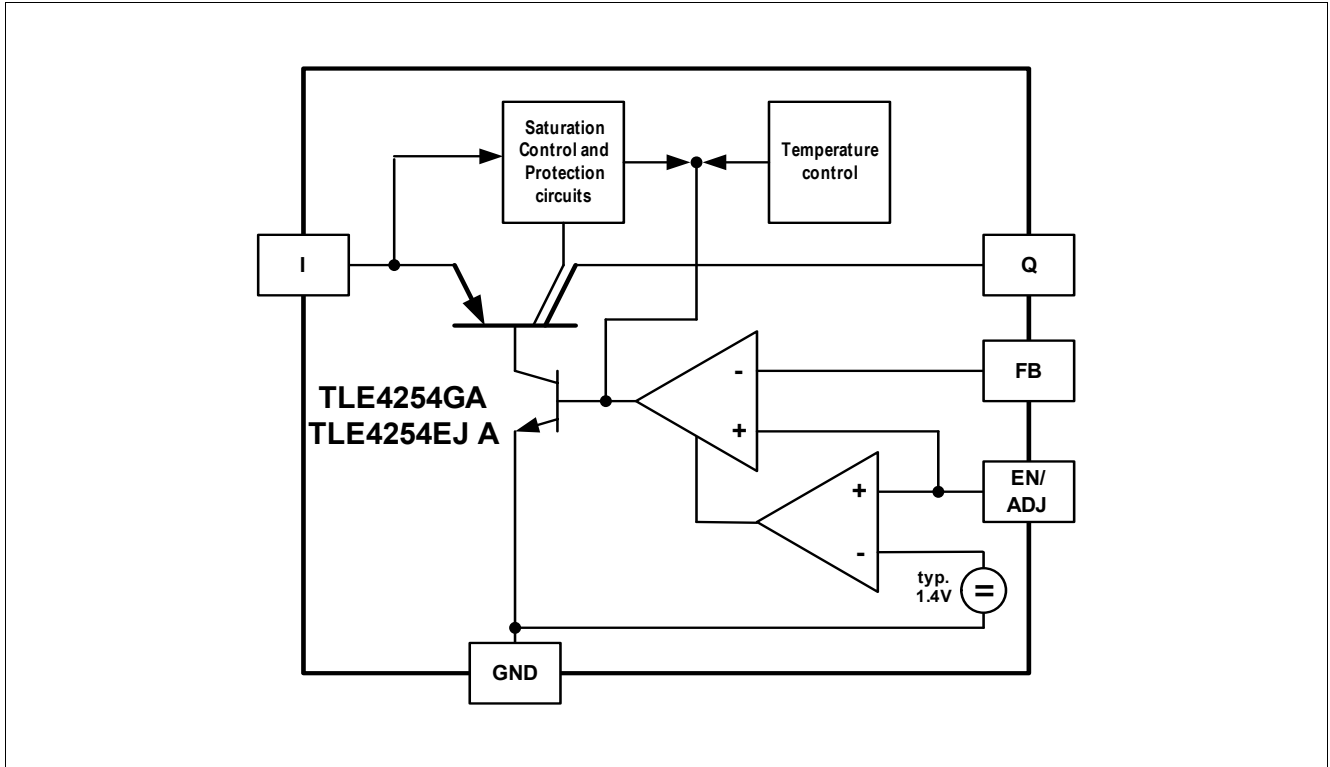 Saturation
Control and
Protection
circuits
Temperature
control
I
Q
FB
-
+
TLE4254GA
TLE4254EJ A
EN/
ADJ
+
-
typ.
1.4V
=
GND